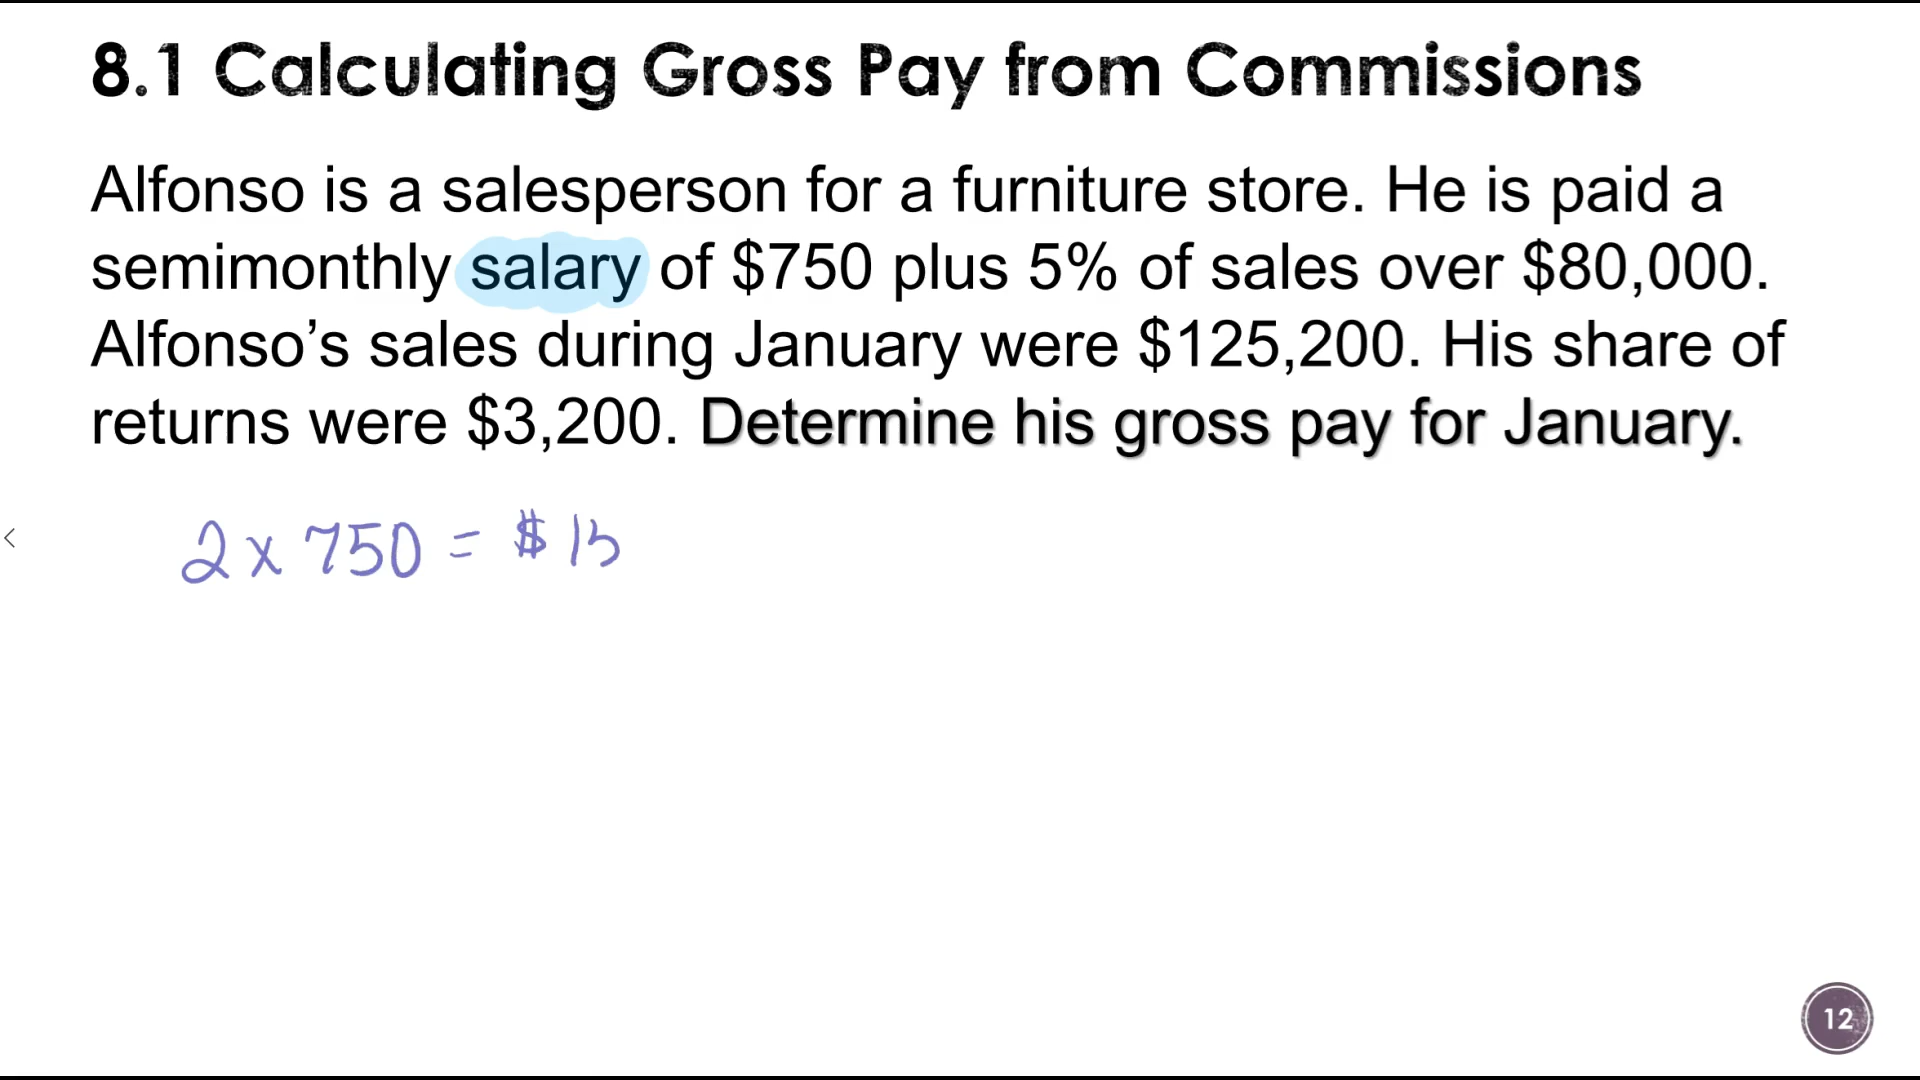 8.1 Calculating Gross Pay from Commissions
Alfonso is a salesperson for a furniture store. He is paid a
semimonthly salary of $750 plus 5% of sales over $80,000.
Alfonso’s sales during January were $125,200. His share of
returns were $3,200. Determine his gross pay for January.
2 x 750 = $ 15
12